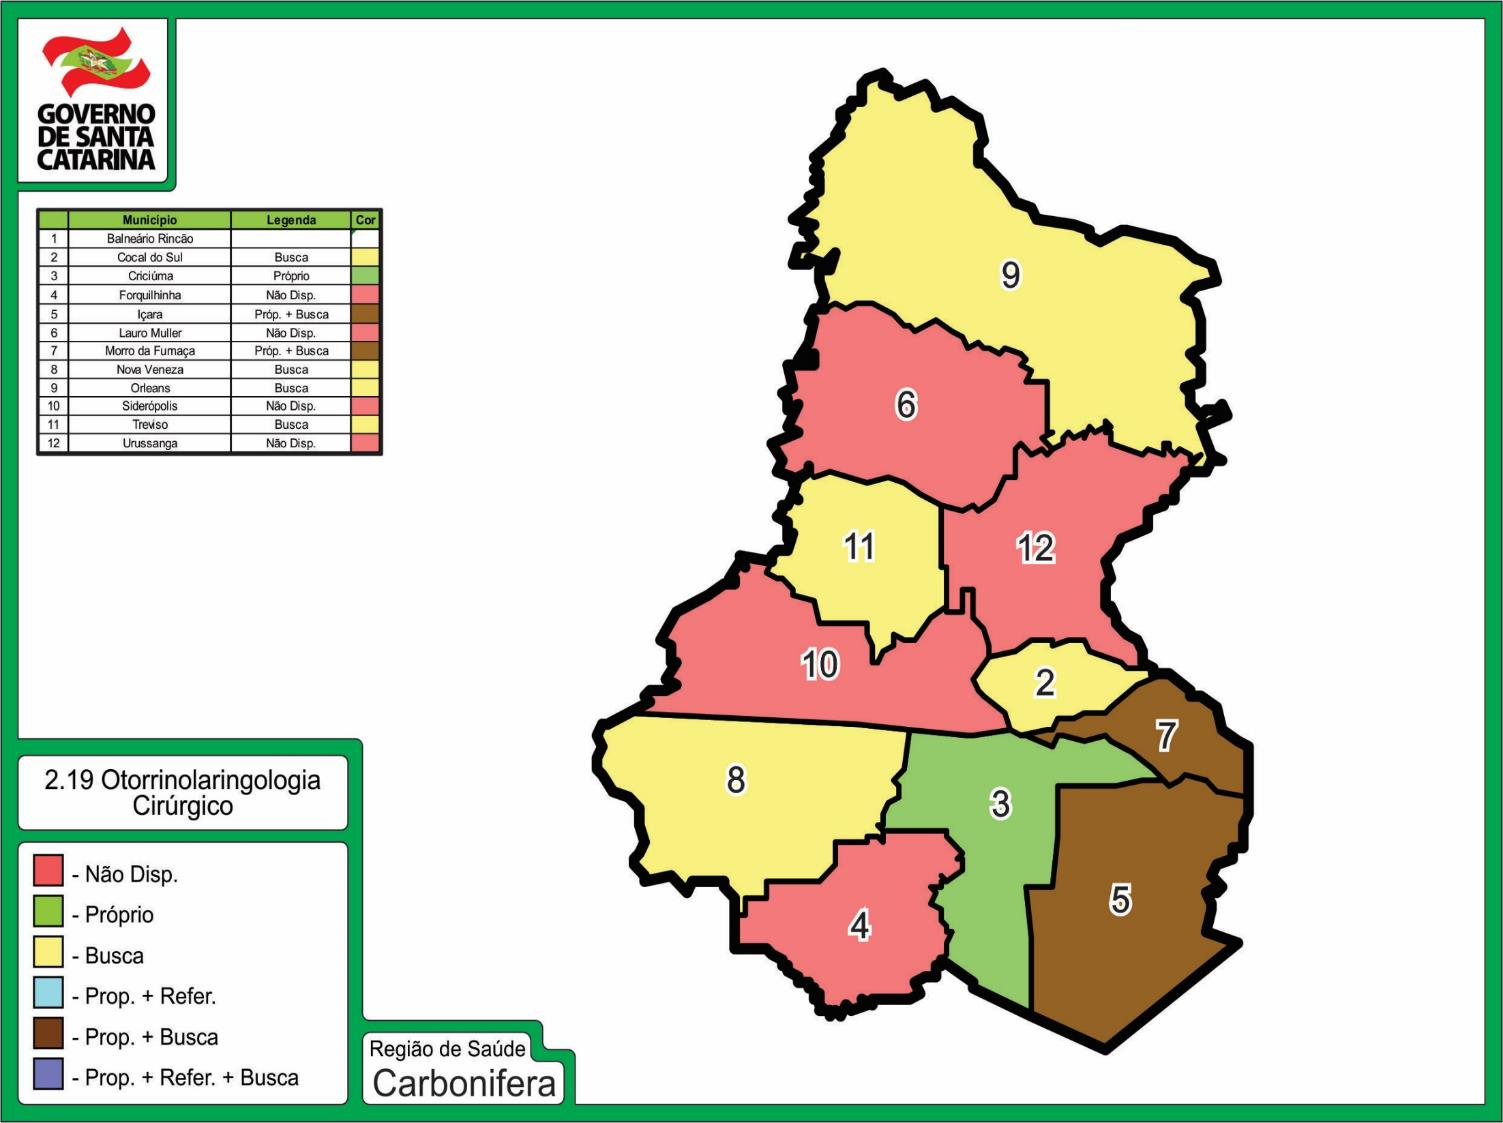 GOVERNO
DE SANTA
CATARINA
Município Legenda Cor
1 Balneário Rincão
2 Cocal do Sul Busca
3 Criciúma Próprio
4 Forquilhinha Não Disp.
5 Içara Próp. + Busca
6 Lauro Muller Não Disp.
7 Morro da Fumaça Próp. + Busca
8 Nova Veneza Busca
9 Orleans Busca
10 Siderópolis Não Disp.
11 Treviso Busca
12 Urussanga Não Disp.
9
6
11
12
10
2
7
8
3
5
4
2.19 Otorrinolaringologia
Cirúrgico
- Não Disp.
- Próprio
- Busca
- Prop. + Refer.
- Prop. + Busca
- Prop. + Refer. + Busca
Região de Saúde
Carbonifera